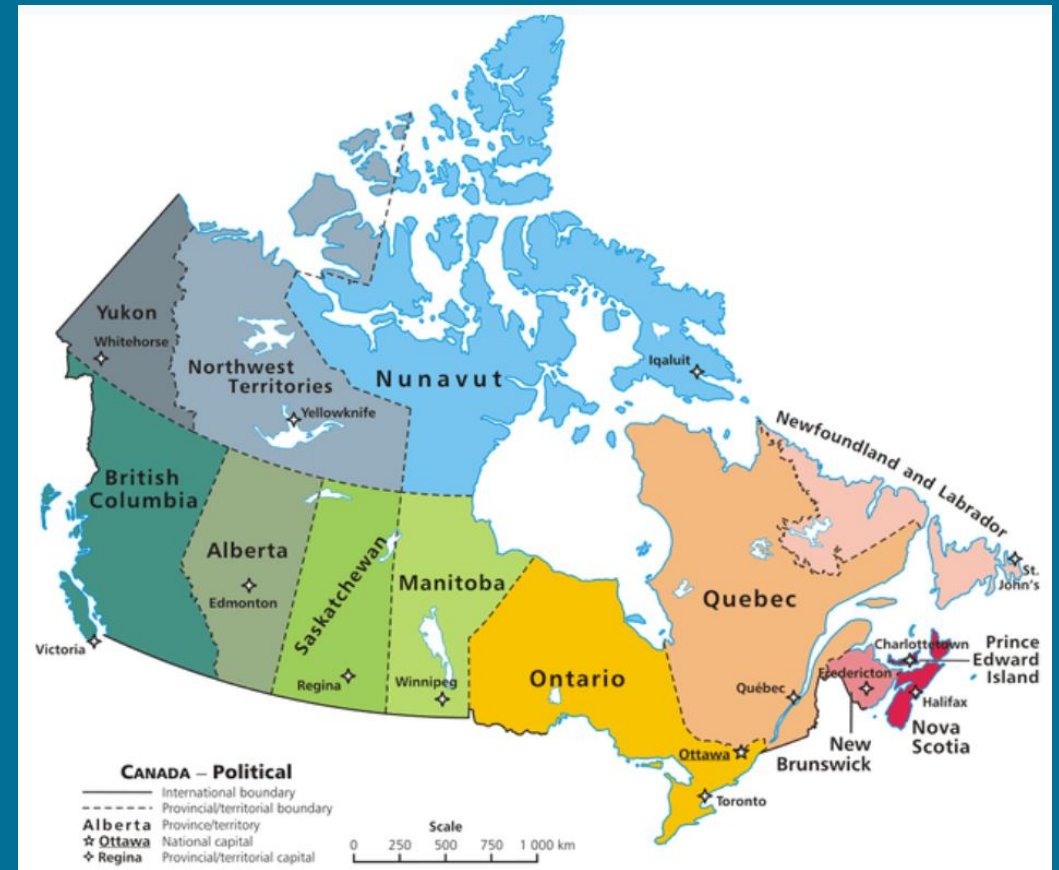 Yukon
Whitehorse
Northwest
Territories
Yellowknife
Nunavut
Iqaluit
Newfoundland and Labrador
St.
John's
British
Columbia
Victoria
Alberta
Edmonton
Saskatchewan
Regina
Manitoba
Winnipeg
Ontario
Ottawa
Toronto
Quebec
Québec
Charlottetown
Prince
Edward
Island
Fredericton
New
Brunswick
Halifax
Nova
Scotia
CANADA – Political
International boundary
Provincial/territorial boundary
Alberta Province/territory
Ottawa National capital
Regina Provincial/territorial capital
Scale
0 250 500 750 1 000 km